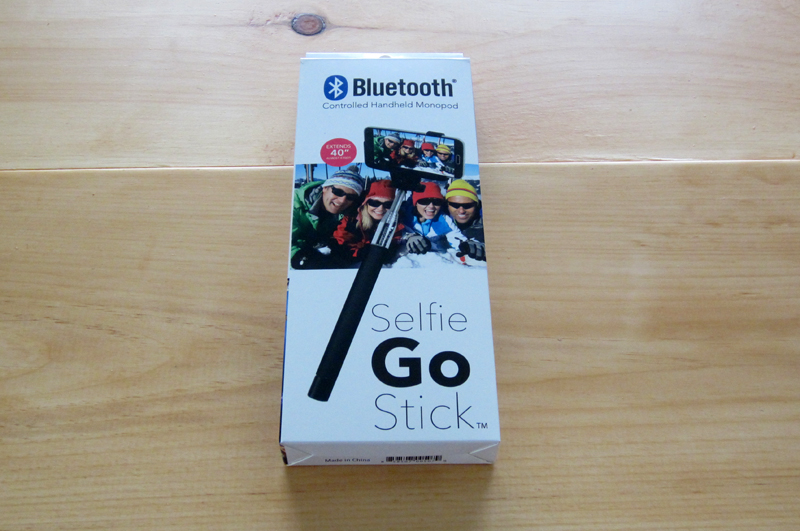 Bluetooth®
Controlled Handheld Monopod
EXTENDS
40"
Selfie
Go
Stick™
Made in China